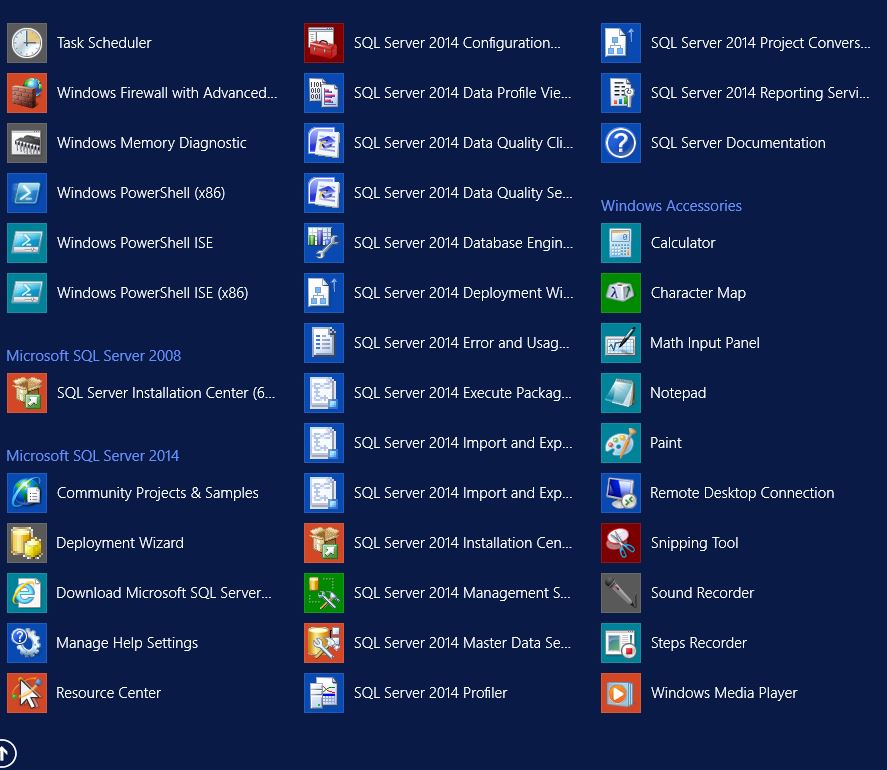 Task Scheduler
Windows Firewall with Advanced...
Windows Memory Diagnostic
Windows PowerShell (x86)
Windows PowerShell ISE
Windows PowerShell ISE (x86)
Microsoft SQL Server 2008
SQL Server Installation Center (6...
Microsoft SQL Server 2014
Community Projects & Samples
Deployment Wizard
Download Microsoft SQL Server...
Manage Help Settings
Resource Center
SQL Server 2014 Configuration...
SQL Server 2014 Data Profile Vie...
SQL Server 2014 Data Quality Cli...
SQL Server 2014 Data Quality Se...
SQL Server 2014 Database Engin...
SQL Server 2014 Deployment Wi...
SQL Server 2014 Error and Usag...
SQL Server 2014 Execute Packag...
SQL Server 2014 Import and Exp...
SQL Server 2014 Import and Exp...
SQL Server 2014 Installation Cen...
SQL Server 2014 Management S...
SQL Server 2014 Master Data Se...
SQL Server 2014 Profiler
SQL Server 2014 Project Convers...
SQL Server 2014 Reporting Servi...
SQL Server Documentation
Windows Accessories
Calculator
Character Map
Math Input Panel
Notepad
Paint
Remote Desktop Connection
Snipping Tool
Sound Recorder
Steps Recorder
Windows Media Player